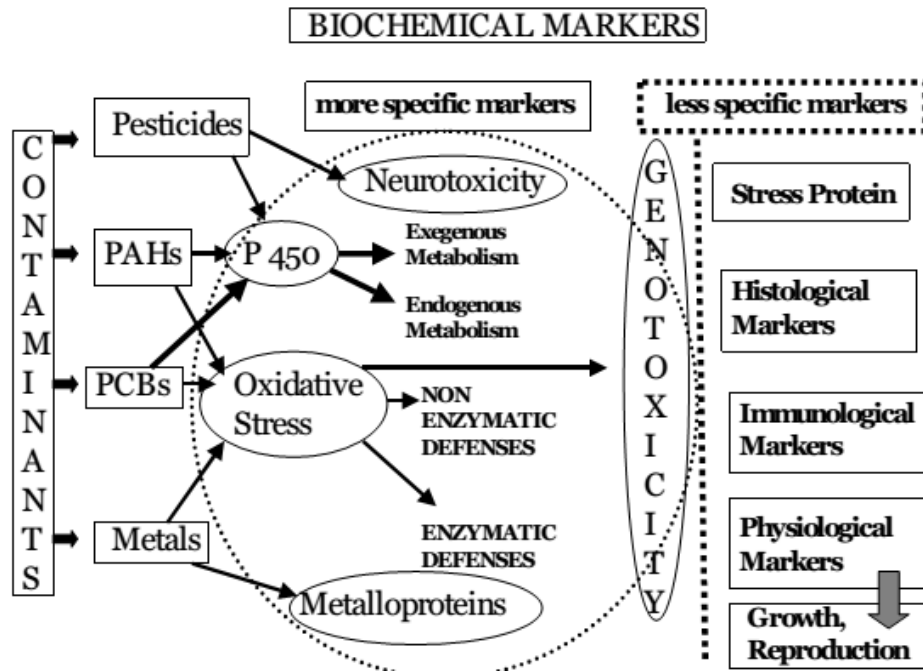 BIOCHEMICAL MARKERS
more specific markers
less specific markers
CONTAMINANTS
Pesticides
PAHs
PCBs
Metals
Neurotoxicity
P 450
Exegenous
Metabolism
Endogenous
Metabolism
Oxidative
Stress
NON
ENZYMATIC
DEFENSES
ENZYMATIC
DEFENSES
Metalloproteins
GENOTOXICITY
Stress Protein
Histological
Markers
Immunological
Markers
Physiological
Markers
Growth,
Reproduction